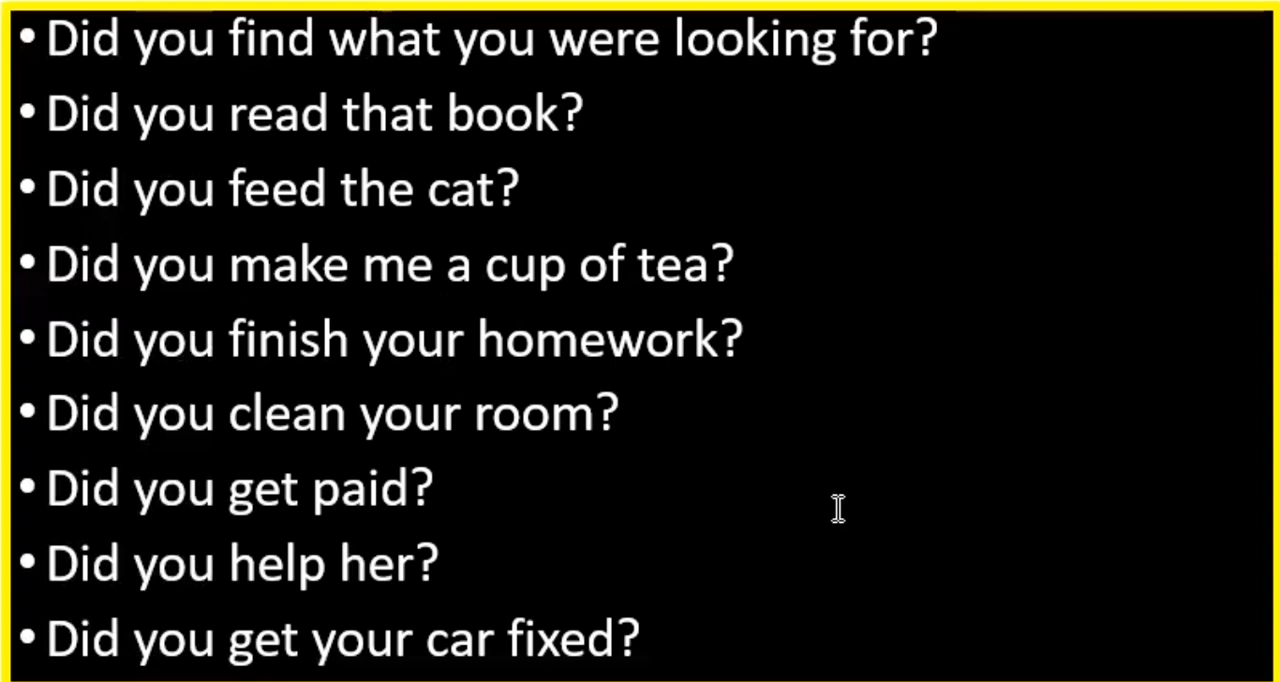 • Did you find what you were looking for?
• Did you read that book?
• Did you feed the cat?
• Did you make me a cup of tea?
• Did you finish your homework?
• Did you clean your room?
• Did you get paid?
• Did you help her?
• Did you get your car fixed?